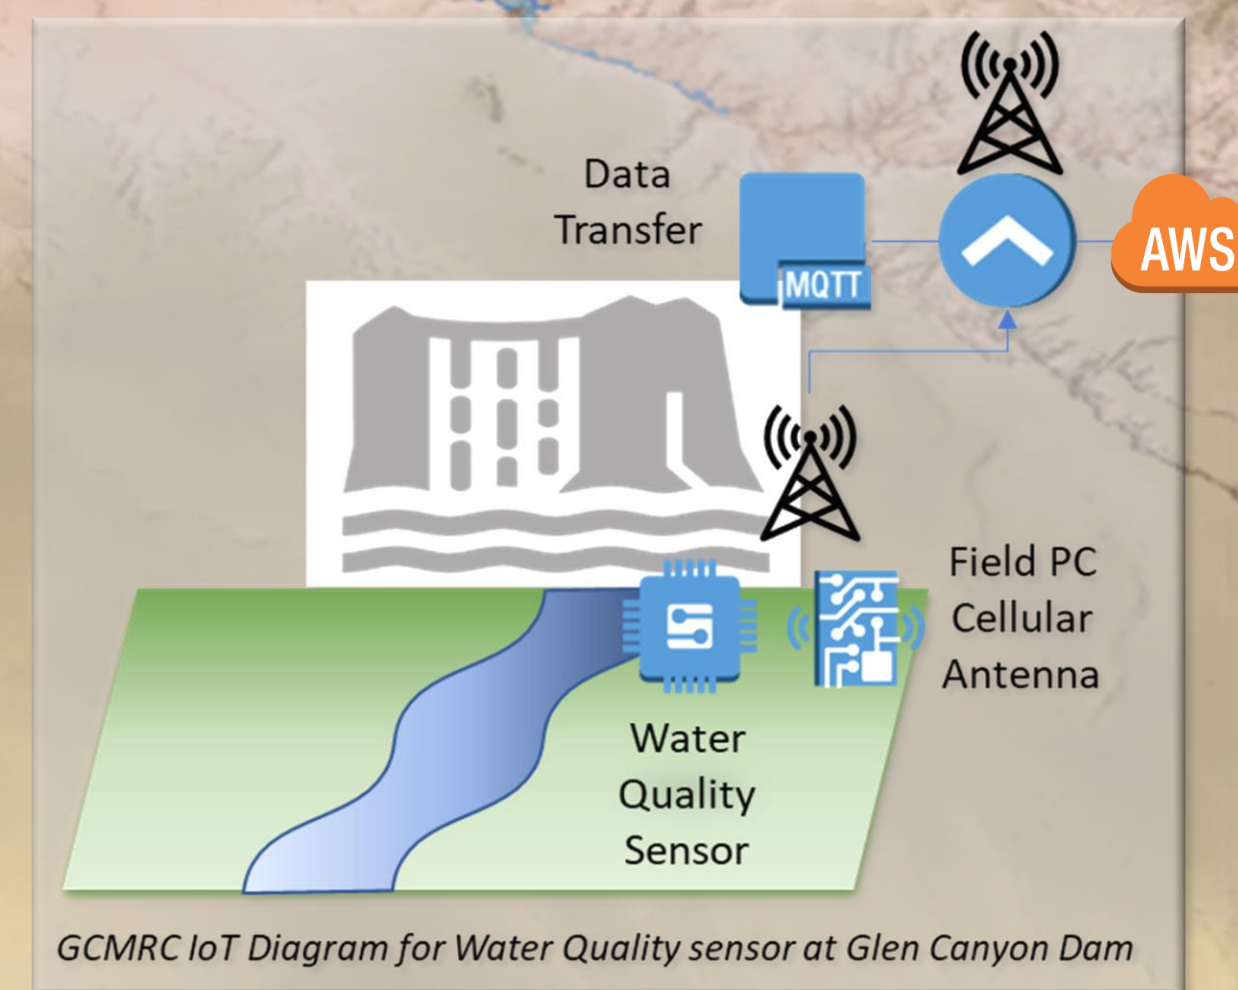 Data
Transfer
MQTT
AWS
Field PC
Cellular
Antenna
Water
Quality
Sensor
GCMRC IoT Diagram for Water Quality sensor at Glen Canyon Dam